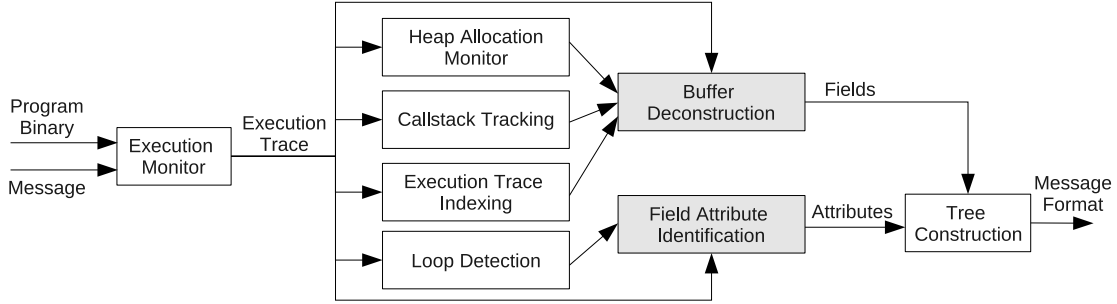 Heap Allocation
Monitor
Callstack Tracking
Execution Trace
Indexing
Loop Detection
Program
Binary
Message
Execution
Monitor
Execution
Trace
Buffer
Deconstruction
Fields
Field Attribute
Identification
Attributes
Tree
Construction
Message
Format